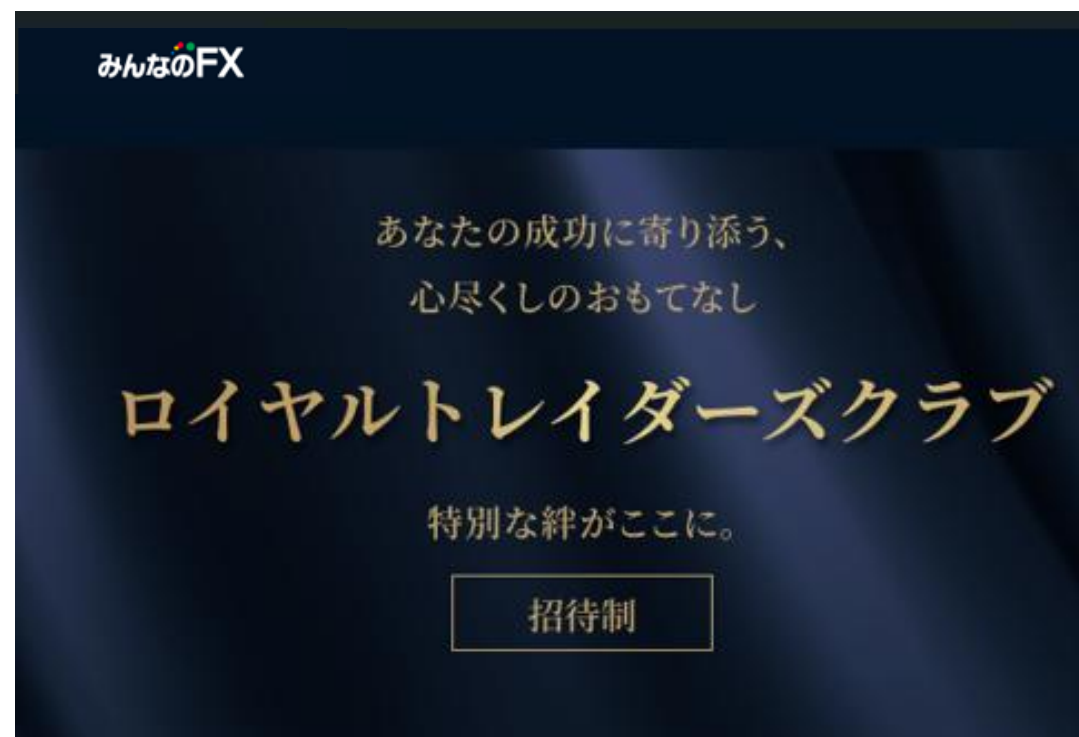 みんなのFX
あなたの成功に寄り添う、
心尽くしのおもてなし
ロイヤルトレイダーズクラブ
特別な絆がここに。
招待制